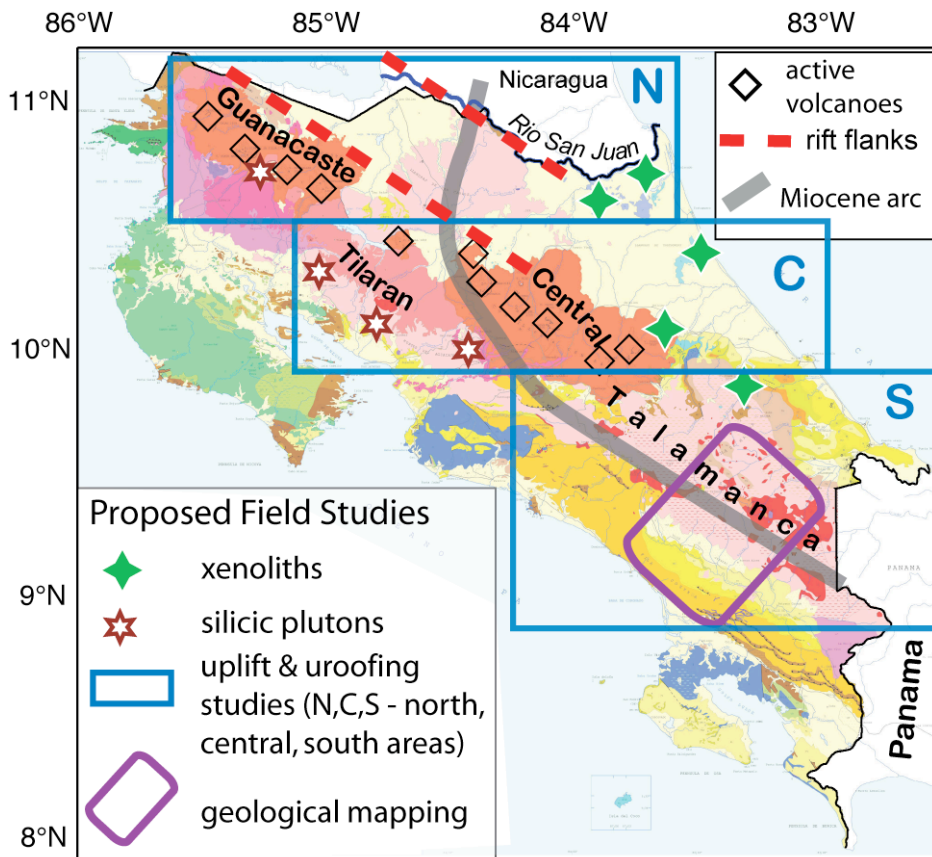 86°W 85°W 84°W 83°W
11°N
10°N
9°N
8°N
Nicaragua
N
Rio San Juan
Guanacaste
active
volcanoes
rift flanks
Miocene arc
C
Tilaran
Central
S
Talamanca
Panama
PANAMA
Proposed Field Studies
xenoliths
silicic plutons
uplift & uroofing
studies (N,C,S - north,
central, south areas)
geological mapping